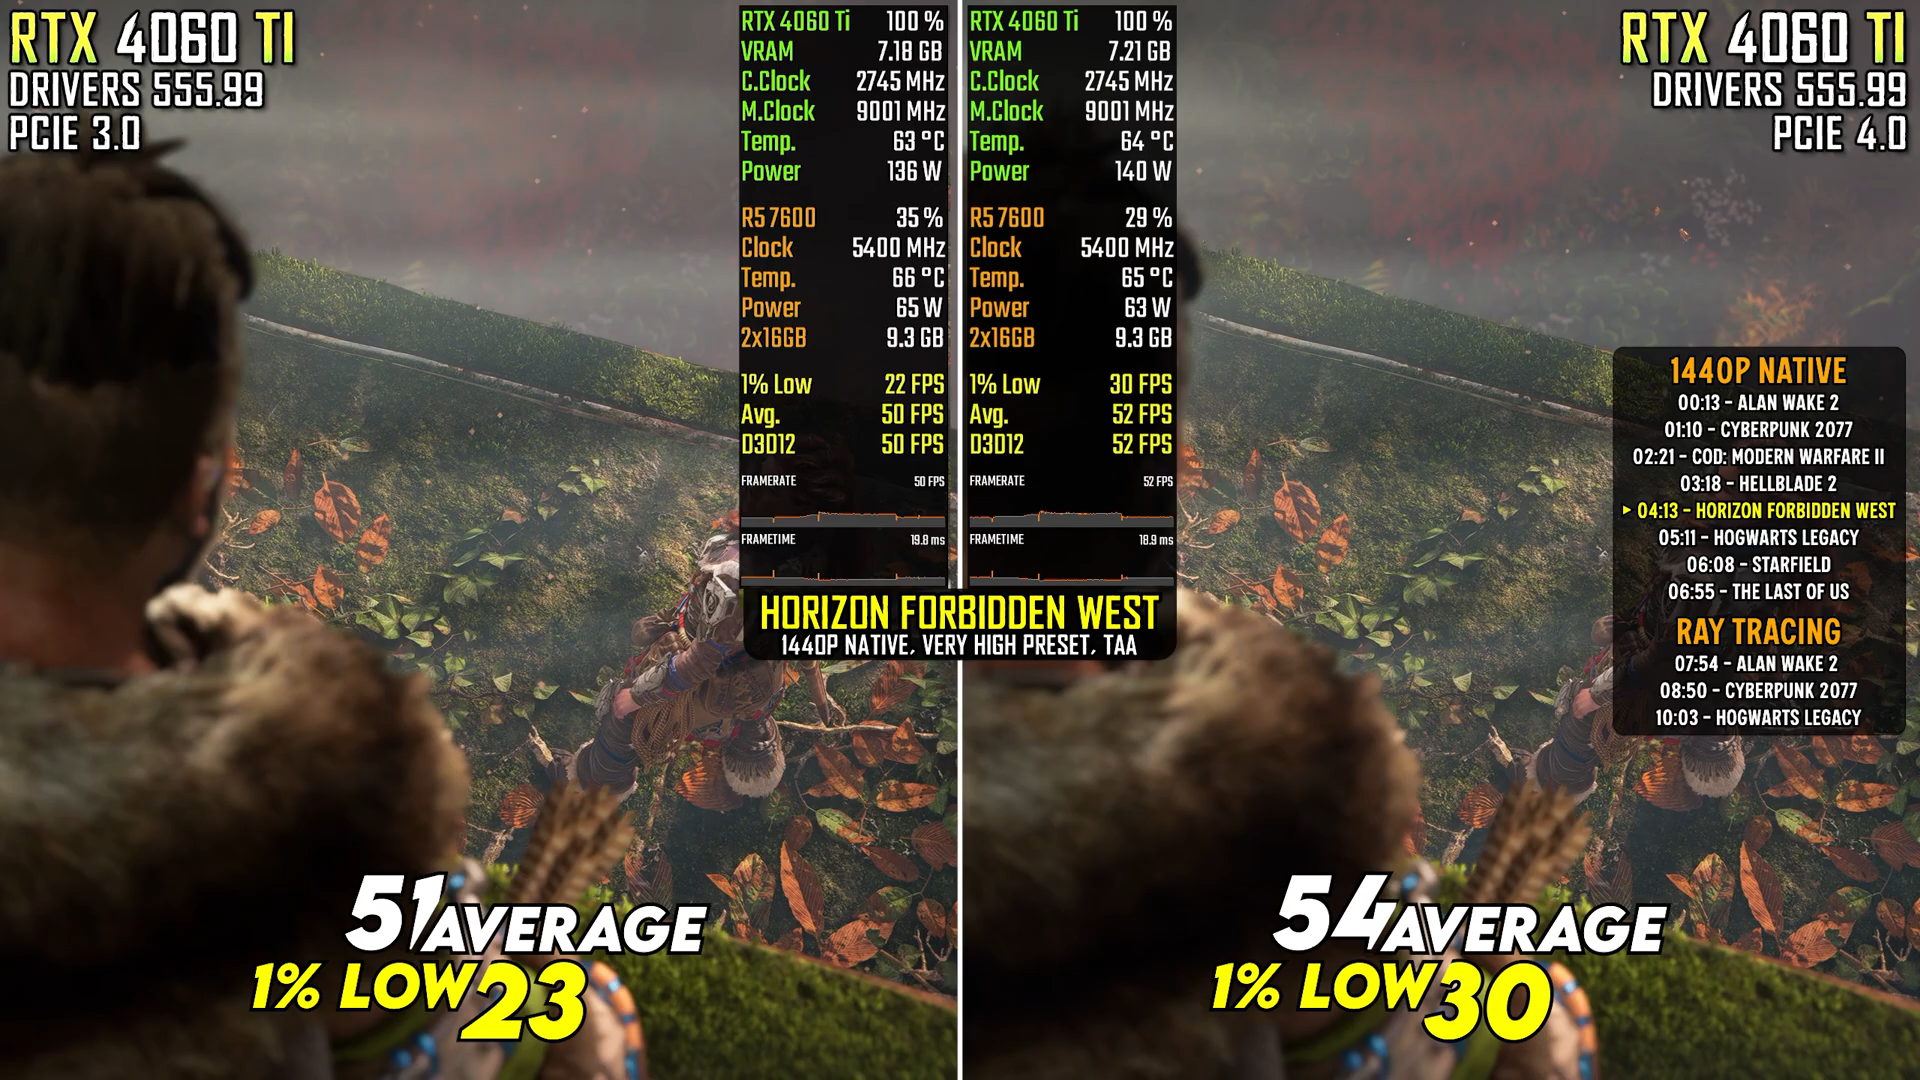 RTX 4060 TI
DRIVERS 555.99
PCIE 3.0
RTX 4060 Ti 100 %
VRAM 7.18 GB
C.Clock 2745 MHz
M.Clock 9001 MHz
Temp. 63 °C
Power 136 W
R5 7600 35 %
Clock 5400 MHz
Temp. 66 °C
Power 65 W
2x16GB 9.3 GB
1% Low 22 FPS
Avg. 50 FPS
D3D12 50 FPS
FRAMERATE 50 FPS
FRAMETIME 19.8 ms
RTX 4060 Ti 100 %
VRAM 7.21 GB
C.Clock 2745 MHz
M.Clock 9001 MHz
Temp. 64 °C
Power 140 W
R5 7600 29 %
Clock 5400 MHz
Temp. 65 °C
Power 63 W
2x16GB 9.3 GB
1% Low 30 FPS
Avg. 52 FPS
D3D12 52 FPS
FRAMERATE 52 FPS
FRAMETIME 18.9 ms
HORIZON FORBIDDEN WEST
1440P NATIVE, VERY HIGH PRESET, TAA
RTX 4060 TI
DRIVERS 555.99
PCIE 4.0
1440P NATIVE
00:13 - ALAN WAKE 2
01:10 - CYBERPUNK 2077
02:21 - COD: MODERN WARFARE II
03:18 - HELLBLADE 2
▸ 04:13 - HORIZON FORBIDDEN WEST
05:11 - HOGWARTS LEGACY
06:08 - STARFIELD
06:55 - THE LAST OF US
RAY TRACING
07:54 - ALAN WAKE 2
08:50 - CYBERPUNK 2077
10:03 - HOGWARTS LEGACY
51 AVERAGE
1% LOW 23
54 AVERAGE
1% LOW 30